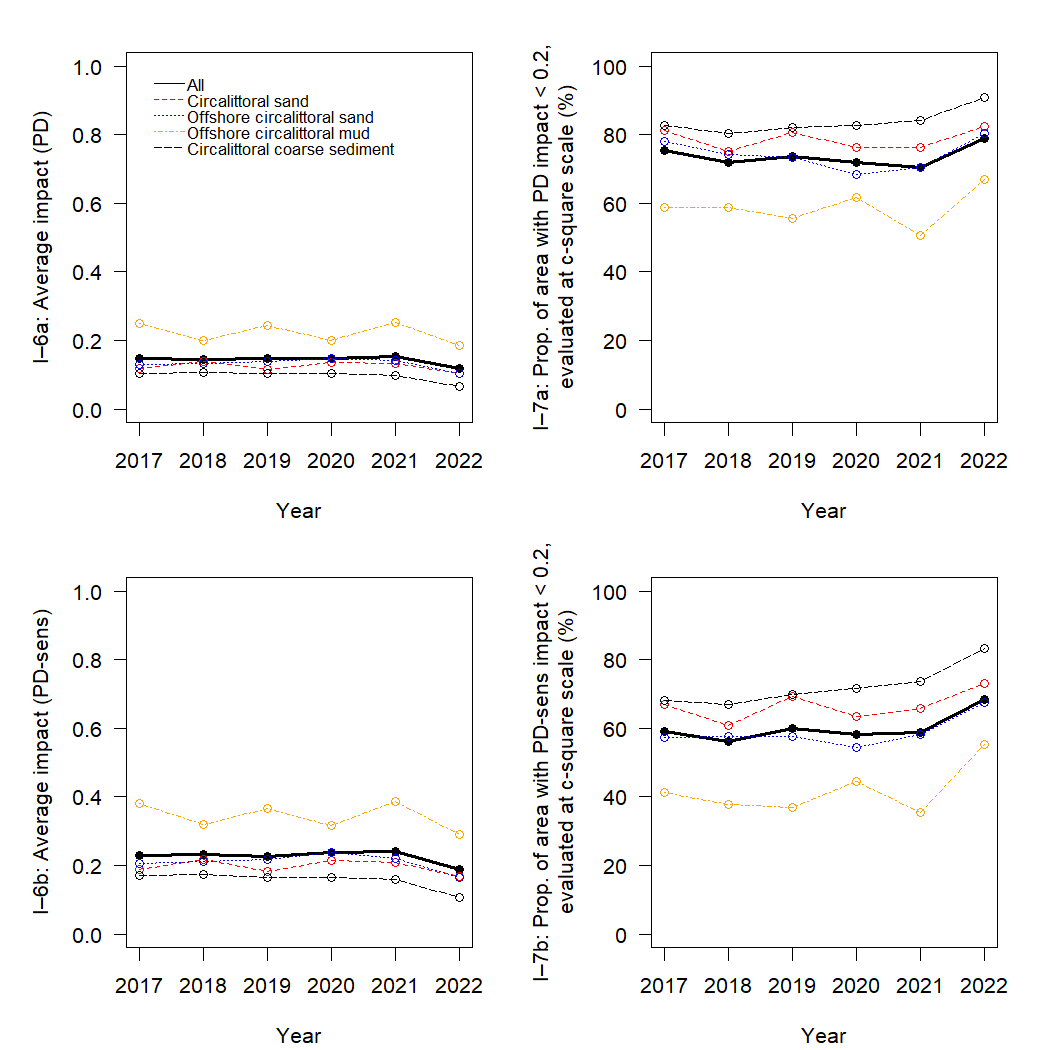 I−6a: Average impact (PD)
1.0
0.8
0.6
0.4
0.2
0.0
All
Circalittoral sand
Offshore circalittoral sand
Offshore circalittoral mud
Circalittoral coarse sediment
2017 2018 2019 2020 2021 2022
Year
I−7a: Prop. of area with PD impact < 0.2,
evaluated at c-square scale (%)
100
80
60
40
20
0
2017 2018 2019 2020 2021 2022
Year
I−6b: Average impact (PD-sens)
1.0
0.8
0.6
0.4
0.2
0.0
2017 2018 2019 2020 2021 2022
Year
I−7b: Prop. of area with PD-sens impact < 0.2,
evaluated at c-square scale (%)
100
80
60
40
20
0
2017 2018 2019 2020 2021 2022
Year